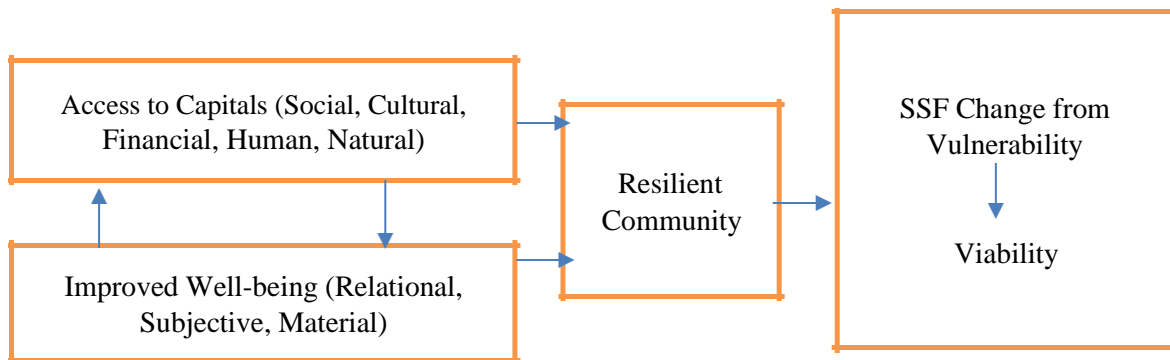 Access to Capitals (Social, Cultural,
Financial, Human, Natural)
Improved Well-being (Relational,
Subjective, Material)
Resilient
Community
SSF Change from
Vulnerability
Viability